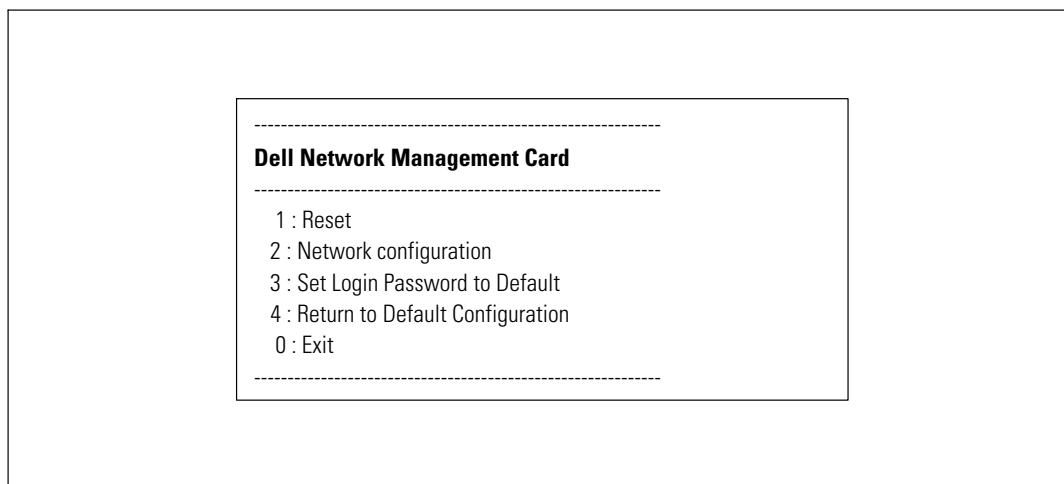 -------------------------------------------------------------
Dell Network Management Card
-------------------------------------------------------------
1 : Reset
2 : Network configuration
3 : Set Login Password to Default
4 : Return to Default Configuration
0 : Exit
-------------------------------------------------------------